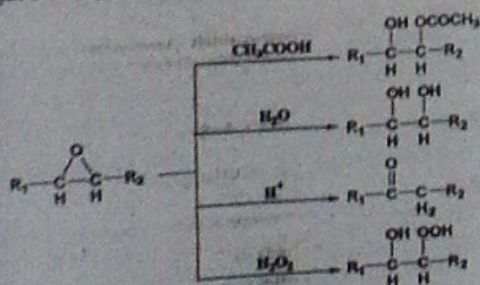 OH OCOCH₃
CH₃COOH
R₁ C C R₂
H H
OH OH
H₂O
R₁ C C R₂
H H
O
R₁ C C R₂
H H
O
H⁺
R₁ C C R₂
H₂
OH OOH
H₂O₂
R₁ C C R₂
H H